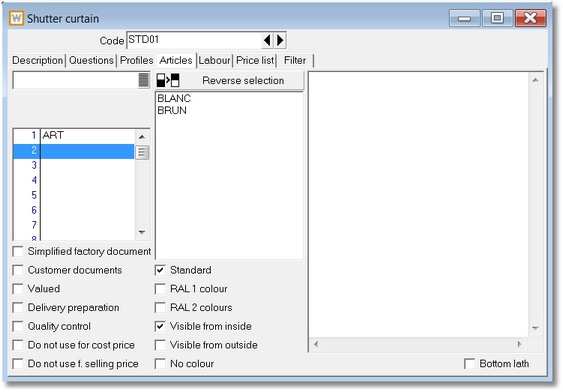 Shutter curtain
Code STD01
Description Questions Profiles Articles Labour Price list Filter
Reverse selection
BLANC
BRUN
1 ART
2
3
4
5
6
7
8
Simplified factory document
Customer documents Standard
Valued RAL 1 colour
Delivery preparation RAL 2 colours
Quality control Visible from inside
Do not use for cost price Visible from outside
Do not use f. selling price No colour Bottom lath